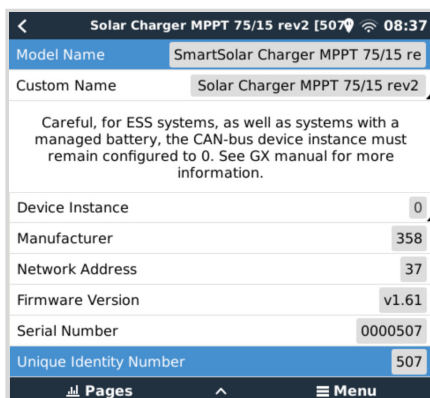 Solar Charger MPPT 75/15 rev2 [507 08:37
Model Name SmartSolar Charger MPPT 75/15 re
Custom Name Solar Charger MPPT 75/15 rev2
Careful, for ESS systems, as well as systems with a
managed battery, the CAN-bus device instance must
remain configured to 0. See GX manual for more
information.
Device Instance 0
Manufacturer 358
Network Address 37
Firmware Version v1.61
Serial Number 0000507
Unique Identity Number 507
Pages Menu